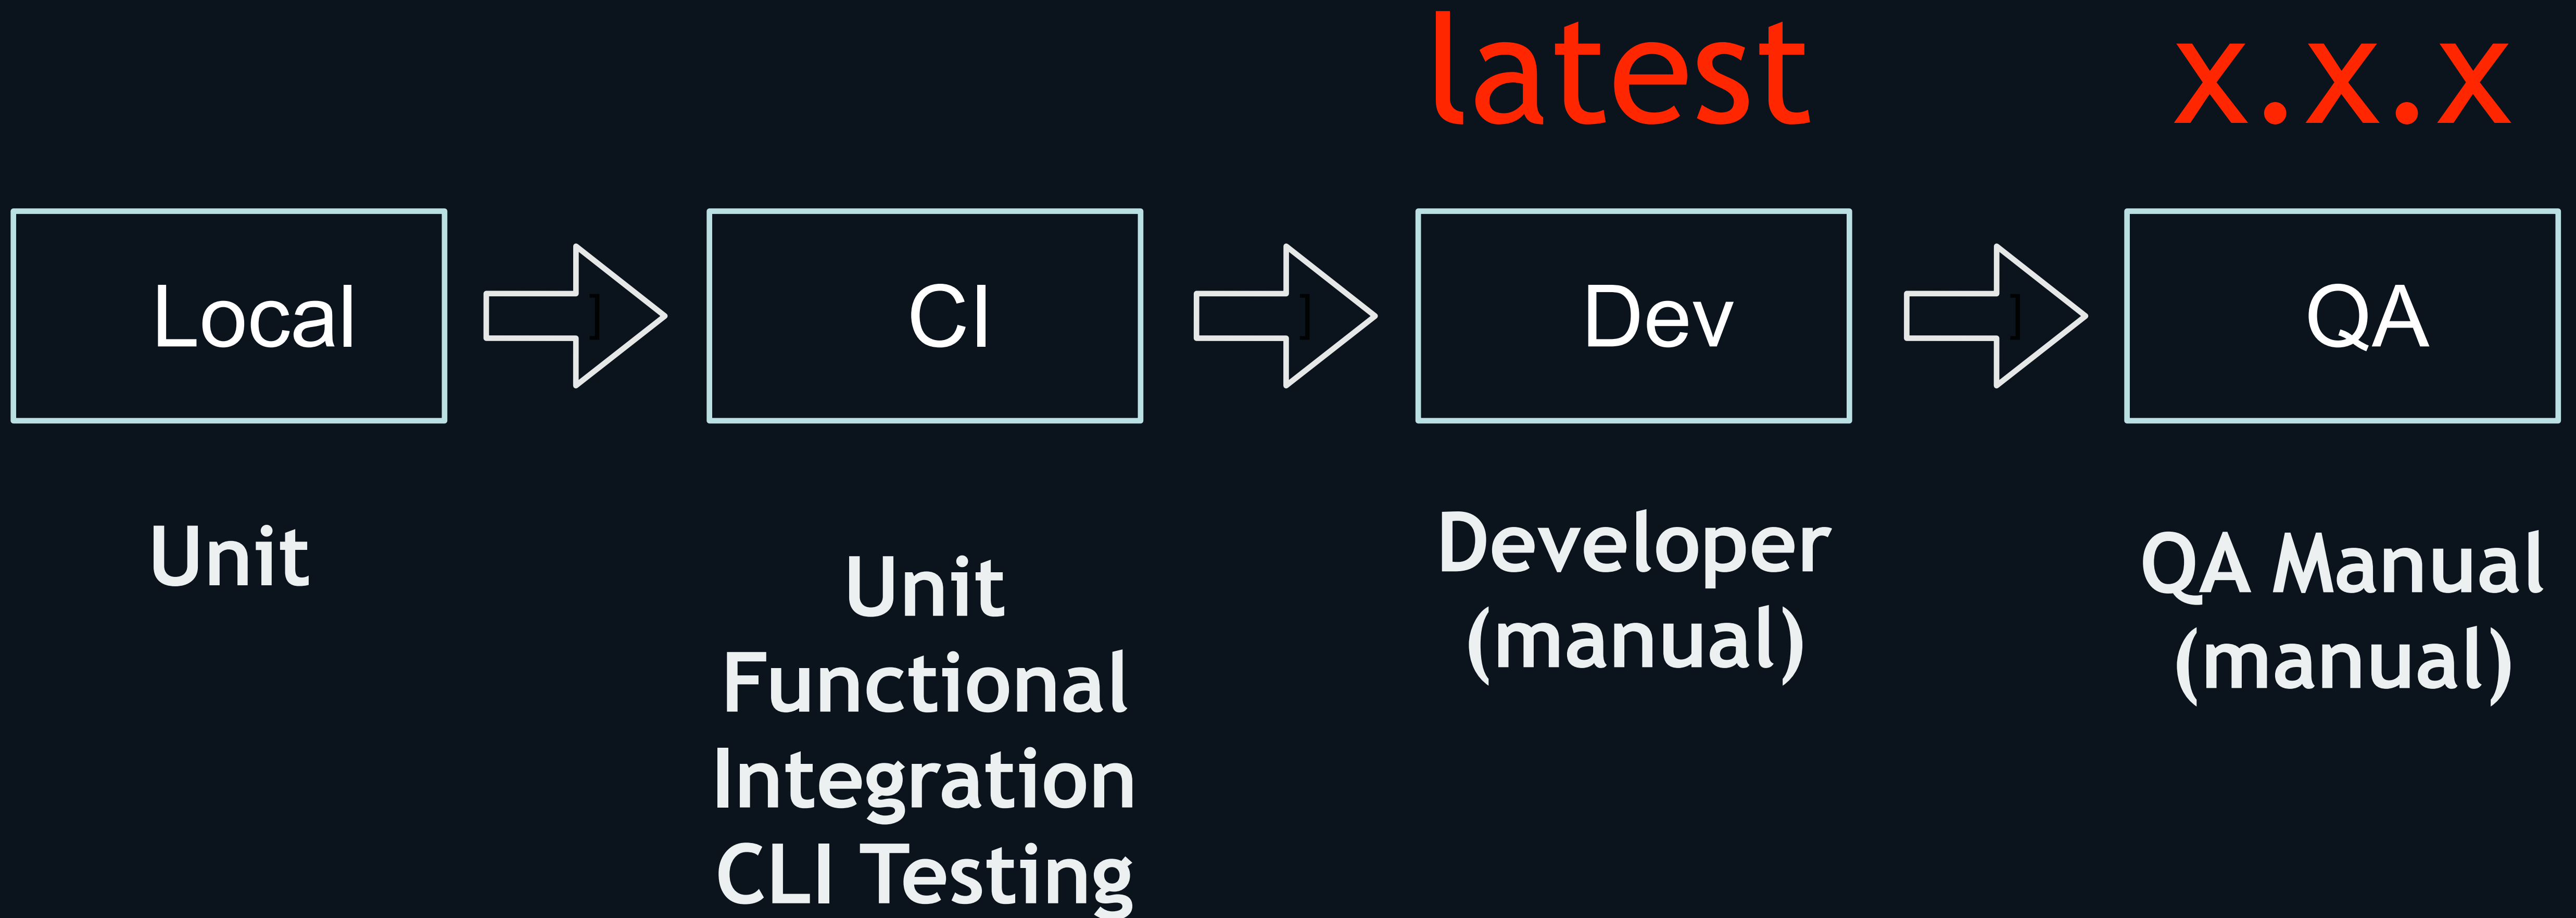 latest
x.x.x
Local
]
CI
]
Dev
]
QA
Unit
Unit
Functional
Integration
CLI Testing
Developer
(manual)
QA Manual
(manual)